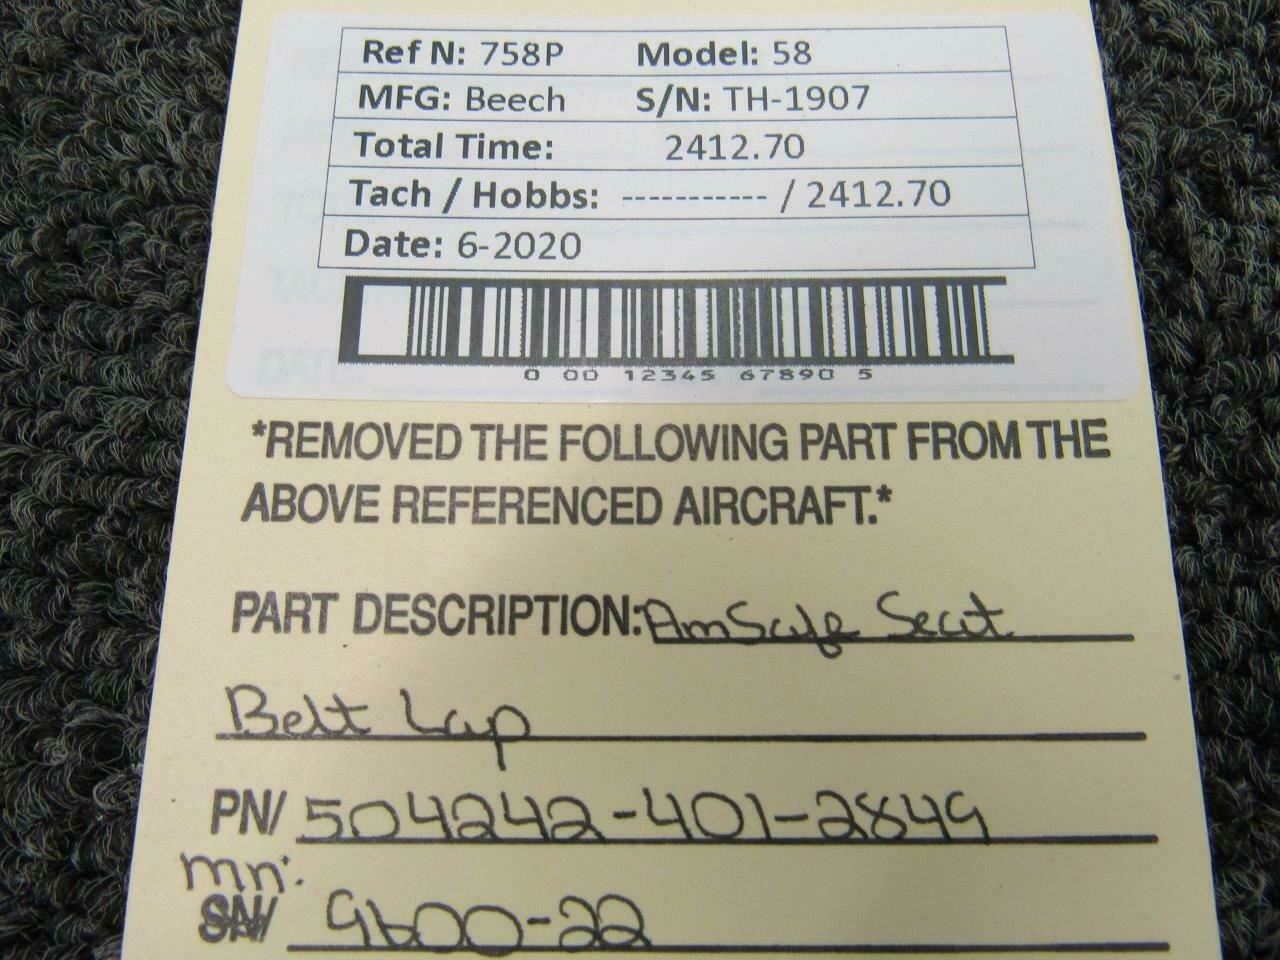 Ref N: 758P Model: 58
MFG: Beech S/N: TH-1907
Total Time: 2412.70
Tach / Hobbs: ----------- / 2412.70
Date: 6-2020
0 00 12345 67890 5
*REMOVED THE FOLLOWING PART FROM THE
ABOVE REFERENCED AIRCRAFT.*
PART DESCRIPTION: AmSafe Seat
Belt Lap
PN/ 504242-401-2849
mn:
SN/ 9600-22